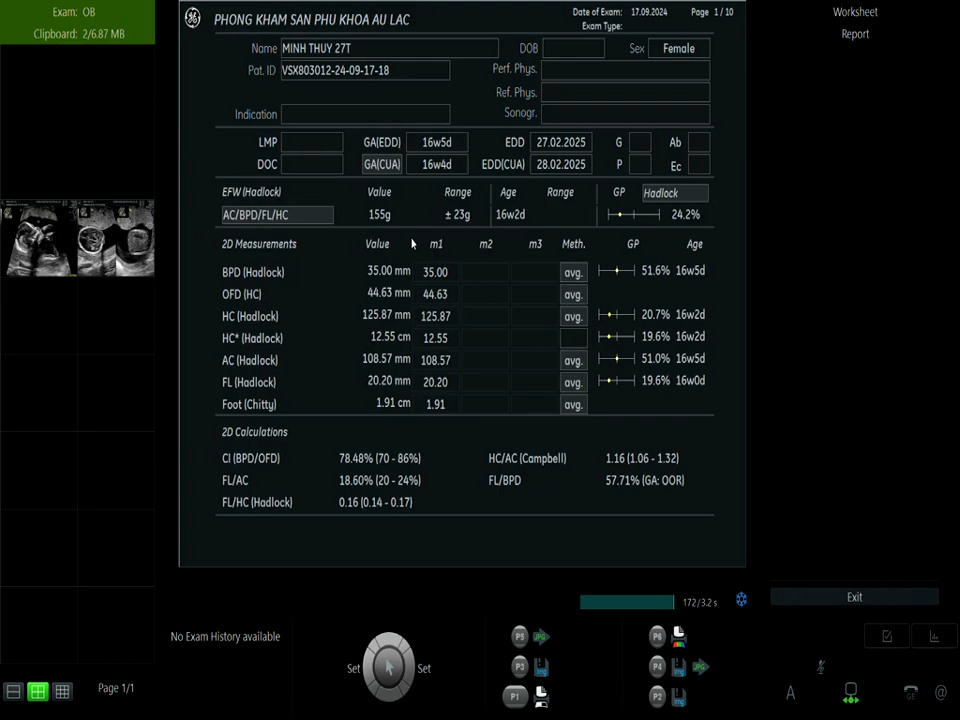 Exam: OB
Clipboard: 2/6.87 MB
PHONG KHAM SAN PHU KHOA AU LAC
Date of Exam: 17.09.2024 Page 1 / 10
Exam Type:
Name MINH THUY 27T DOB Sex Female
Pat. ID VSX803012-24-09-17-18 Perf. Phys.
Ref. Phys.
Indication Sonogr.
LMP GA(EDD) 16w5d EDD 27.02.2025 G Ab
DOC GA(CUA) 16w4d EDD(CUA) 28.02.2025 P Ec
EFW (Hadlock) Value Range Age Range GP Hadlock
AC/BPD/FL/HC 155g ± 23g 16w2d 24.2%
2D Measurements Value m1 m2 m3 Meth. GP Age
BPD (Hadlock) 35.00 mm 35.00 avg. 51.6% 16w5d
OFD (HC) 44.63 mm 44.63 avg.
HC (Hadlock) 125.87 mm 125.87 avg. 20.7% 16w2d
HC* (Hadlock) 12.55 cm 12.55 19.6% 16w2d
AC (Hadlock) 108.57 mm 108.57 avg. 51.0% 16w5d
FL (Hadlock) 20.20 mm 20.20 avg. 19.6% 16w0d
Foot (Chitty) 1.91 cm 1.91 avg.
2D Calculations
CI (BPD/OFD) 78.48% (70 - 86%) HC/AC (Campbell) 1.16 (1.06 - 1.32)
FL/AC 18.60% (20 - 24%) FL/BPD 57.71% (GA: OOR)
FL/HC (Hadlock) 0.16 (0.14 - 0.17)
Worksheet
Report
172/3.2 s
Exit
No Exam History available
Set Set
P5 JPG P6
P3 img P4 img JPG
P1 P2 img
Page 1/1
A GE @